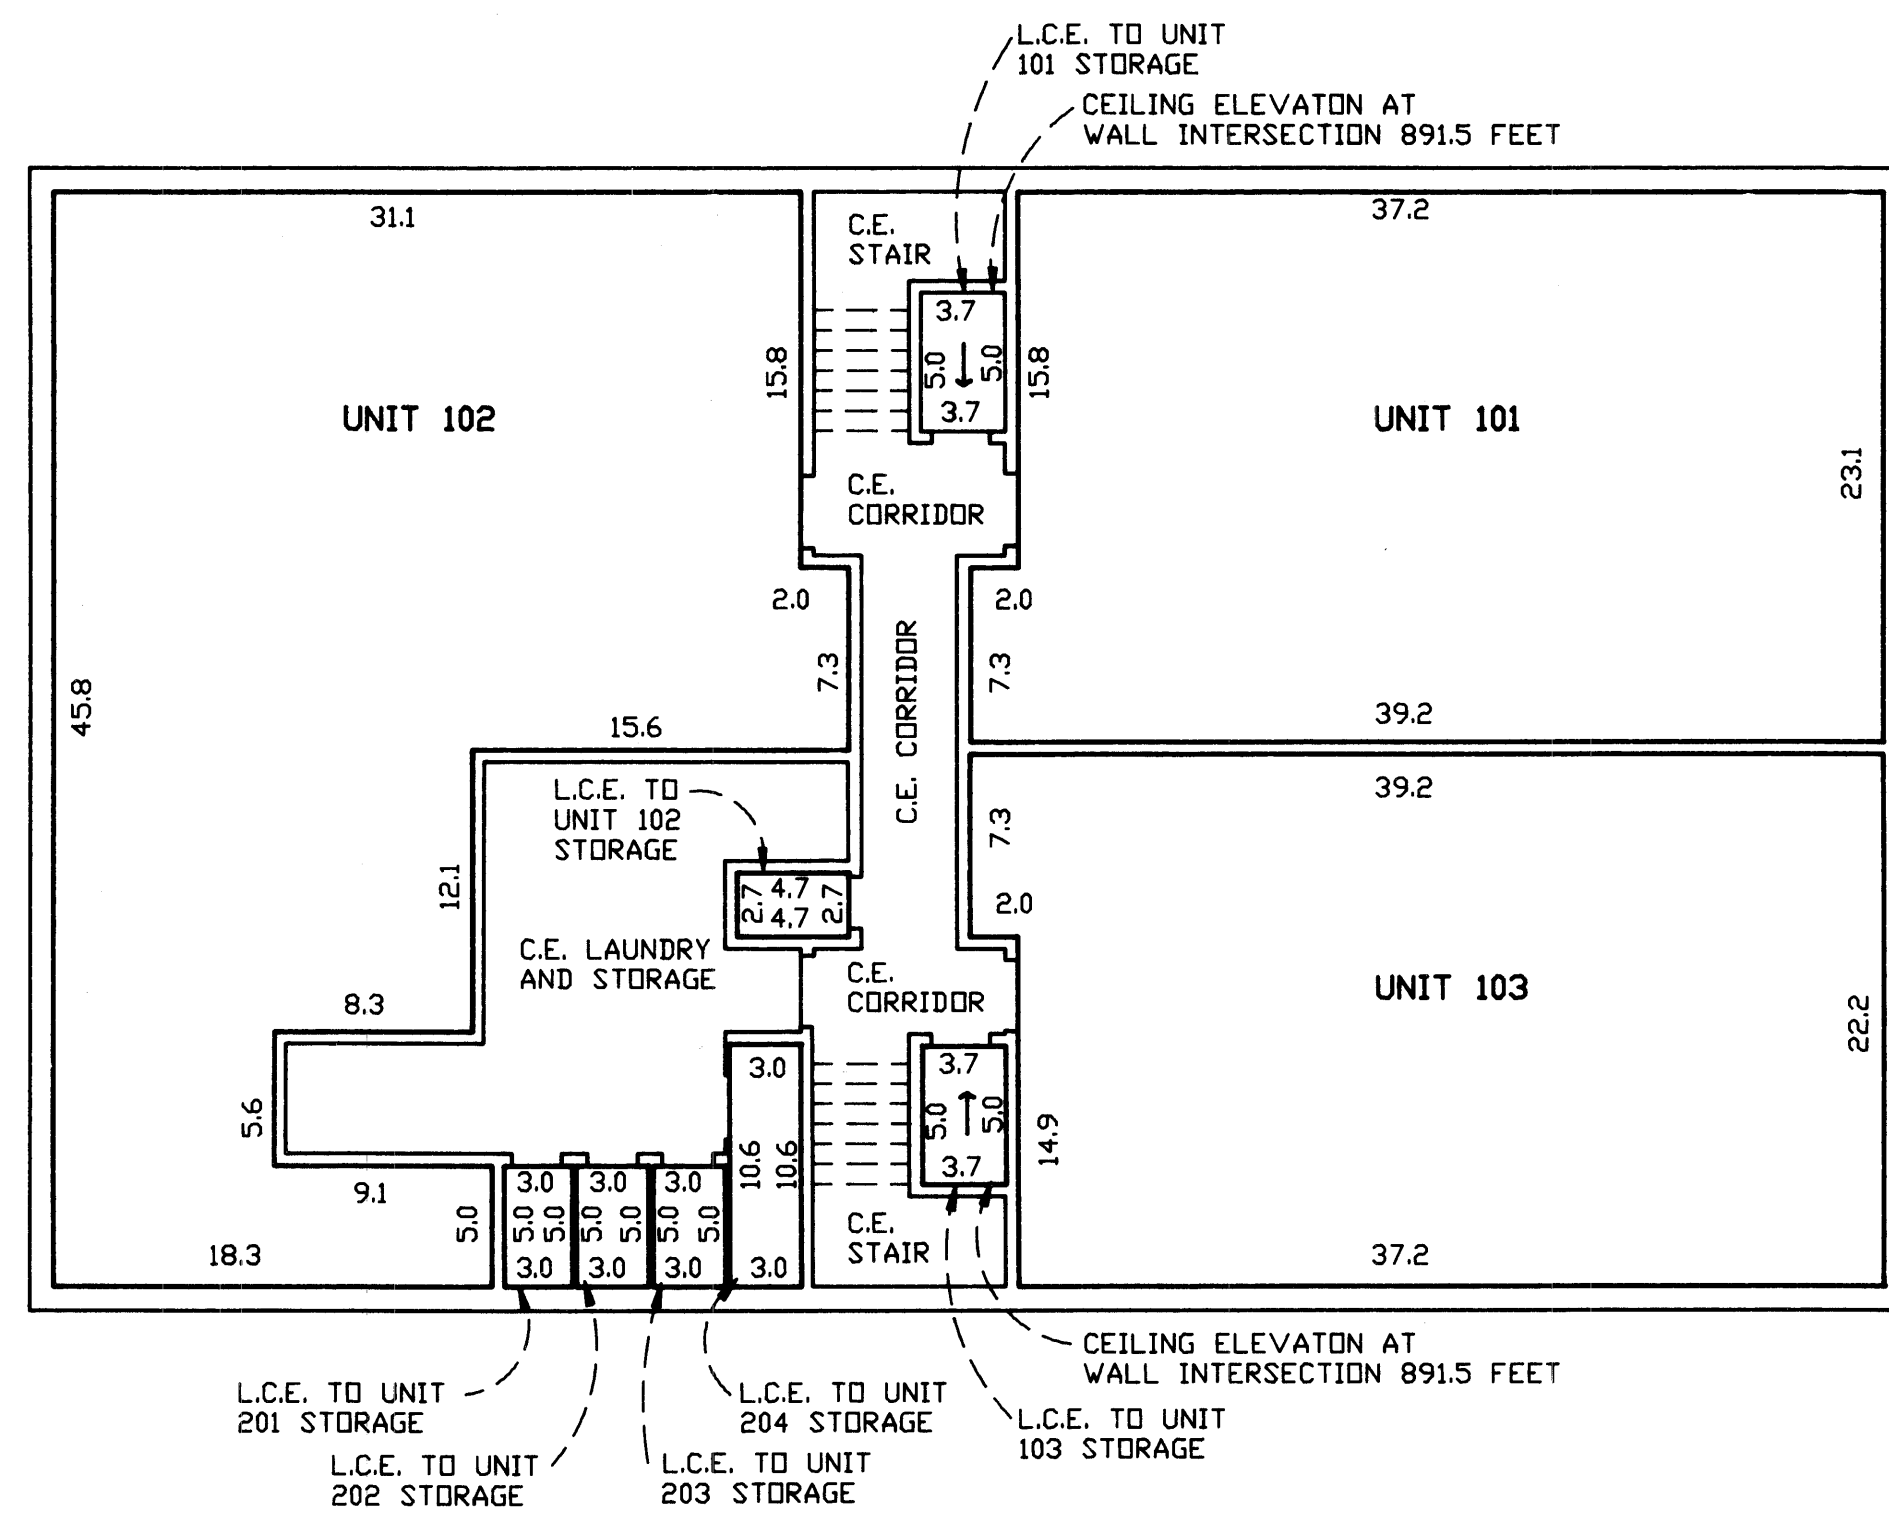 L.C.E. TO UNIT
101 STORAGE
CEILING ELEVATON AT
WALL INTERSECTION 891.5 FEET
31.1
C.E.
STAIR
37.2
3.7
5.0
5.0
3.7
15.8
15.8
UNIT 102
UNIT 101
23.1
C.E.
CORRIDOR
2.0
2.0
7.3
C.E. CORRIDOR
7.3
45.8
15.6
39.2
L.C.E. TO
UNIT 102
STORAGE
39.2
7.3
12.1
2.7
4.7
4.7
2.7
2.0
C.E. LAUNDRY
AND STORAGE
C.E.
CORRIDOR
UNIT 103
8.3
22.2
3.0
3.7
5.0
5.0
3.7
5.6
14.9
10.6
10.6
9.1
3.0
3.0
3.0
5.0
5.0
5.0
5.0
5.0
5.0
5.0
C.E.
STAIR
18.3
3.0
3.0
3.0
3.0
37.2
CEILING ELEVATON AT
WALL INTERSECTION 891.5 FEET
L.C.E. TO UNIT
201 STORAGE
L.C.E. TO UNIT
204 STORAGE
L.C.E. TO UNIT
103 STORAGE
L.C.E. TO UNIT
202 STORAGE
L.C.E. TO UNIT
203 STORAGE